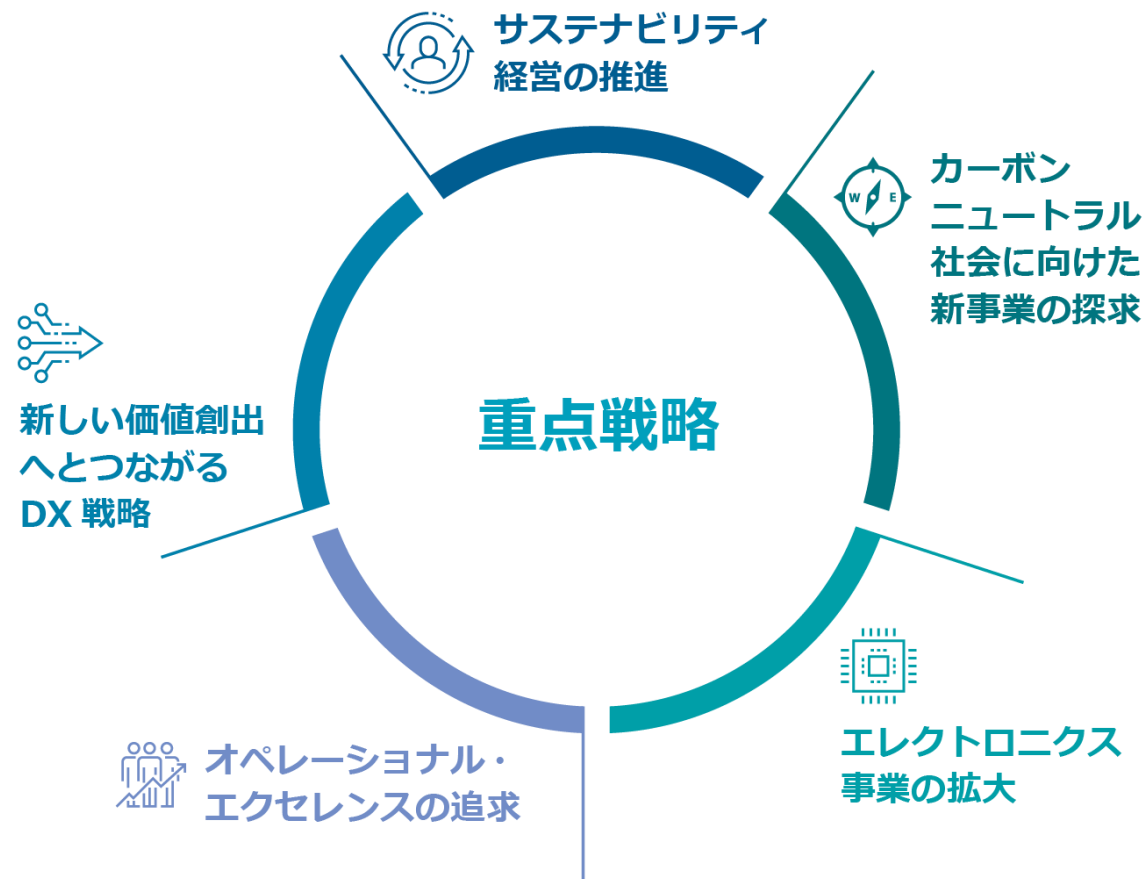 サステナビリティ
経営の推進
カーボン
ニュートラル
社会に向けた
新事業の探求
W E
重点戦略
新しい価値創出
へとつながる
DX 戦略
エレクトロニクス
事業の拡大
オペレーショナル・
エクセレンスの追求